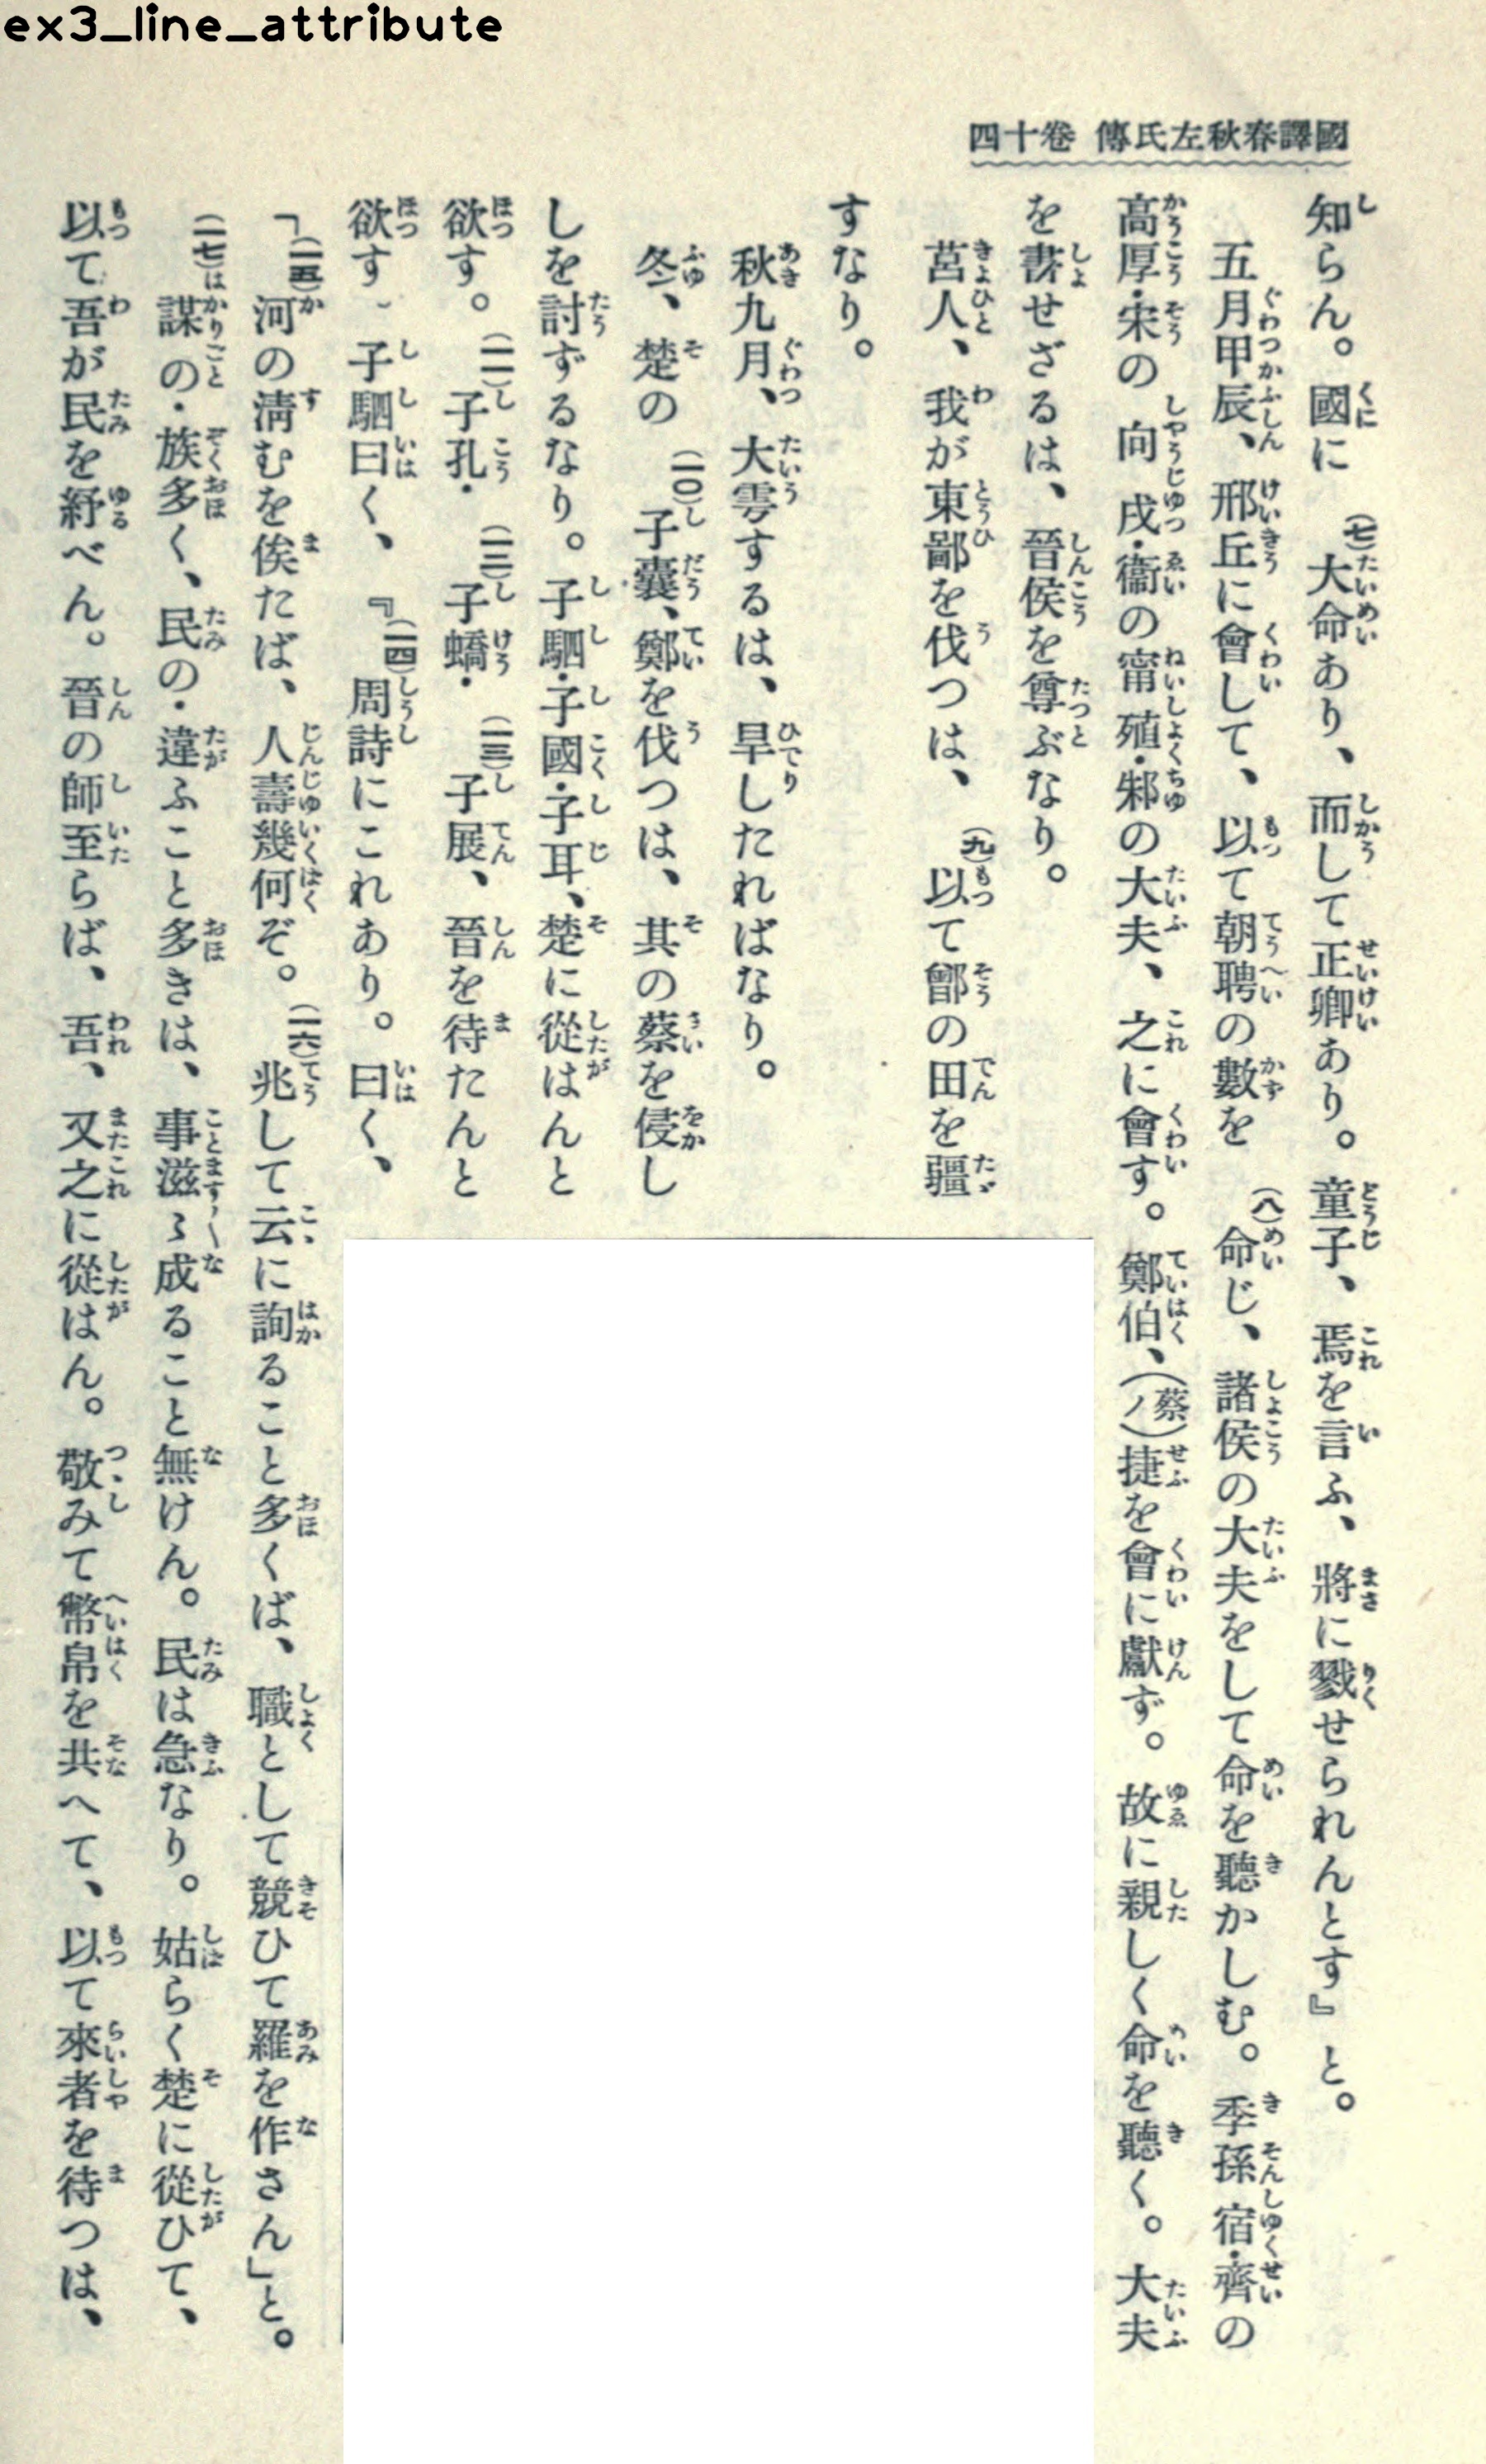 ex3_line_attribute
國譯春秋左氏傳 卷十四
知らん。國に(七)大命あり、而して正卿あり。童子、焉を言ふ、將に戮せられんとす』と。
五月甲辰、邢丘に會して、以て朝聘の數を(八)命じ、諸侯の大夫をして命を聽かしむ。季孫宿・齊の
高厚・宋の向戌・衞の甯殖・邾の大夫、之に會す。鄭伯、(蔡ノ)捷を會に獻ず。故に親しく命を聽く。大夫
を書せざるは、晉侯を尊ぶなり。
莒人、我が東鄙を伐つは、(九)以て鄫の田を疆
すなり。
秋九月、大雩するは、旱したればなり。
冬、楚の(一〇)子囊、鄭を伐つは、其の蔡を侵し
しを討ずるなり。子駟・子國・子耳、楚に從はんと
欲す。(一一)子孔・(一二)子蟜・(一三)子展、晉を待たんと
欲す、子駟曰く、『(一四)周詩にこれあり。曰く、
「(一五)河の淸むを俟たば、人壽幾何ぞ。(一六)兆して云に詢ること多くば、職として競ひて羅を作さん」と。
(一七)謀の・族多く、民の・違ふこと多きは、事滋〻成ること無けん。民は急なり。姑らく楚に從ひて、
以て吾が民を紓べん。晉の師至らば、吾、又之に從はん。敬みて幣帛を共へて、以て來者を待つは、